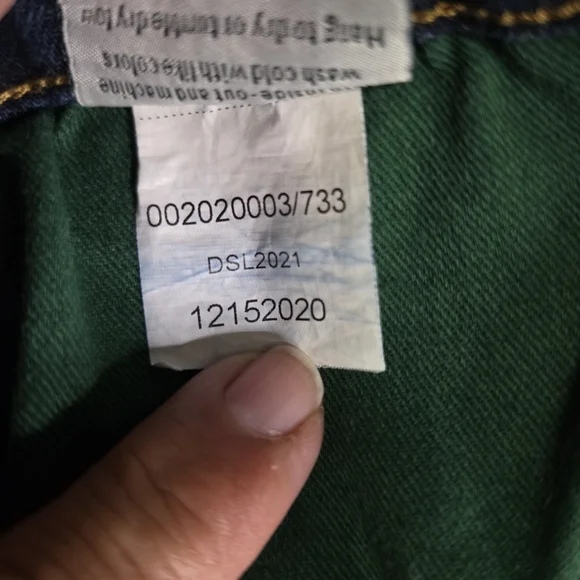 Hang to dry or tumble dry low
wash cold with like colors
inside-out and machine
002020003/733
DSL2021
12152020